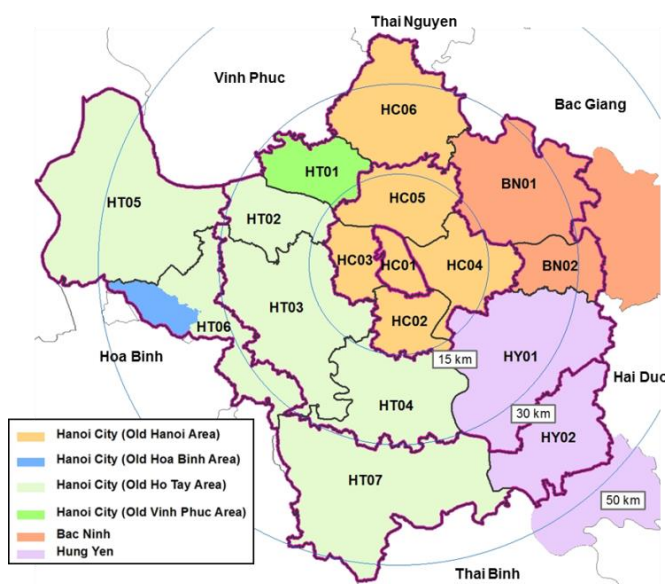 Thai Nguyen
Vinh Phuc
Bac Giang
HC06
HT01
BN01
HT05
HC05
HT02
HC03
HC01
HC04
BN02
HT03
HC02
HT06
Hoa Binh
15 km
HY01
Hai Duo
HT04
30 km
HY02
Hanoi City (Old Hanoi Area)
Hanoi City (Old Hoa Binh Area)
Hanoi City (Old Ho Tay Area)
Hanoi City (Old Vinh Phuc Area)
Bac Ninh
Hung Yen
HT07
50 km
Thai Binh